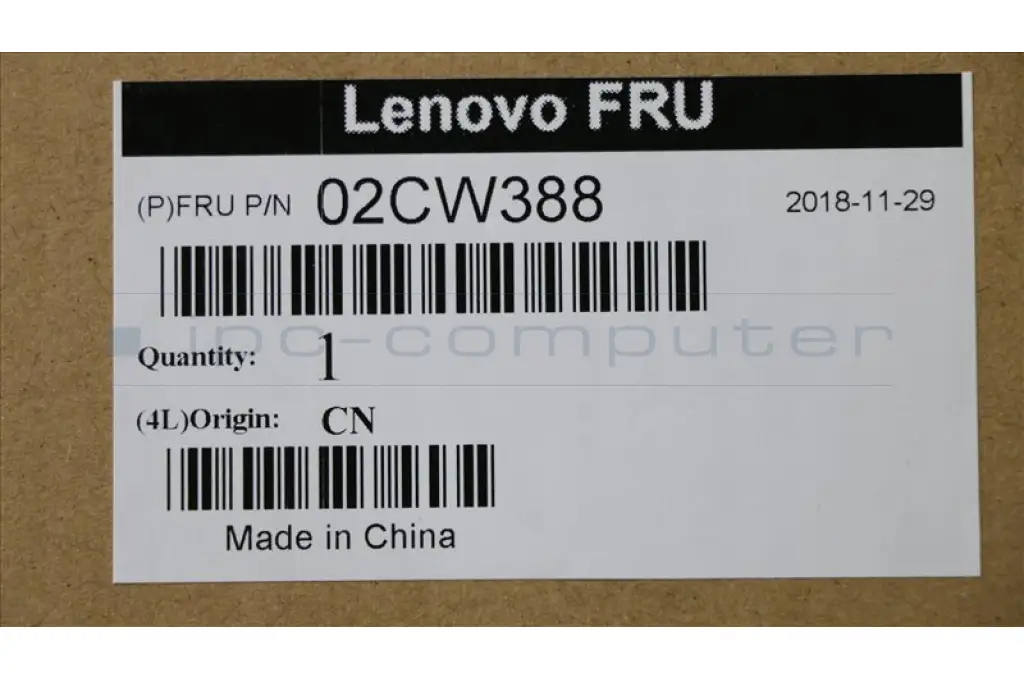 Lenovo FRU
(P)FRU P/N 02CW388 2018-11-29
ipc-computer
Quantity: 1
(4L)Origin: CN
Made in China